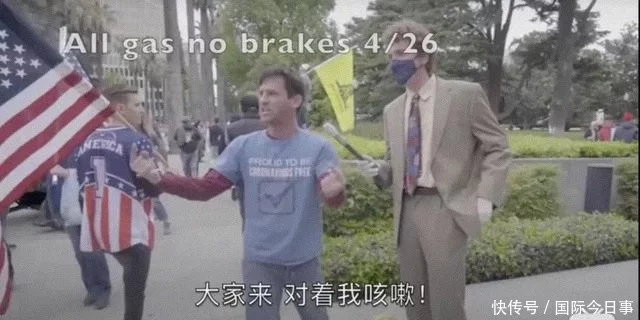 All gas no brakes 4/26
AMERICA
1
PROUD TO BE
CORONAVIRUS FREE
大家来 对着我咳嗽!
快传号 / 国际今日事